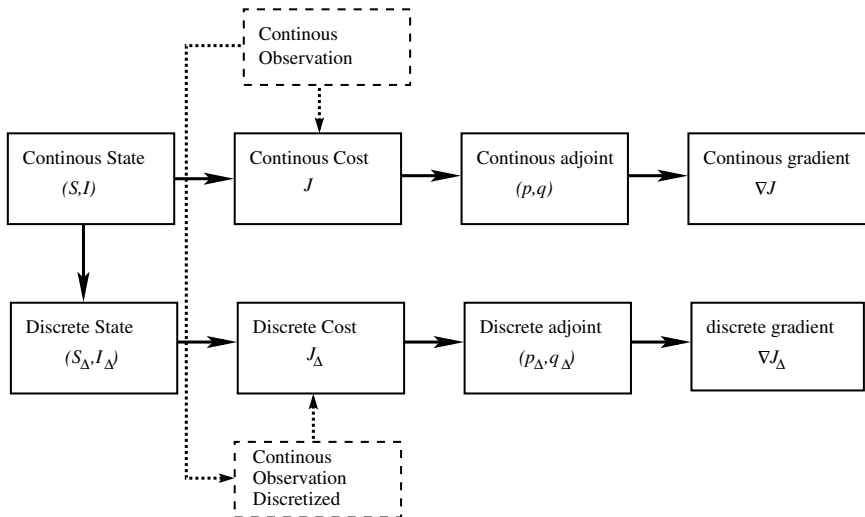 Continous
Observation
Continous State
(S,I)
Continous Cost
J
Continous adjoint
(p,q)
Continous gradient
∇J
Discrete State
(S_Δ,I_Δ)
Discrete Cost
J_Δ
Discrete adjoint
(p_Δ,q_Δ)
discrete gradient
∇J_Δ
Continous
Observation
Discretized